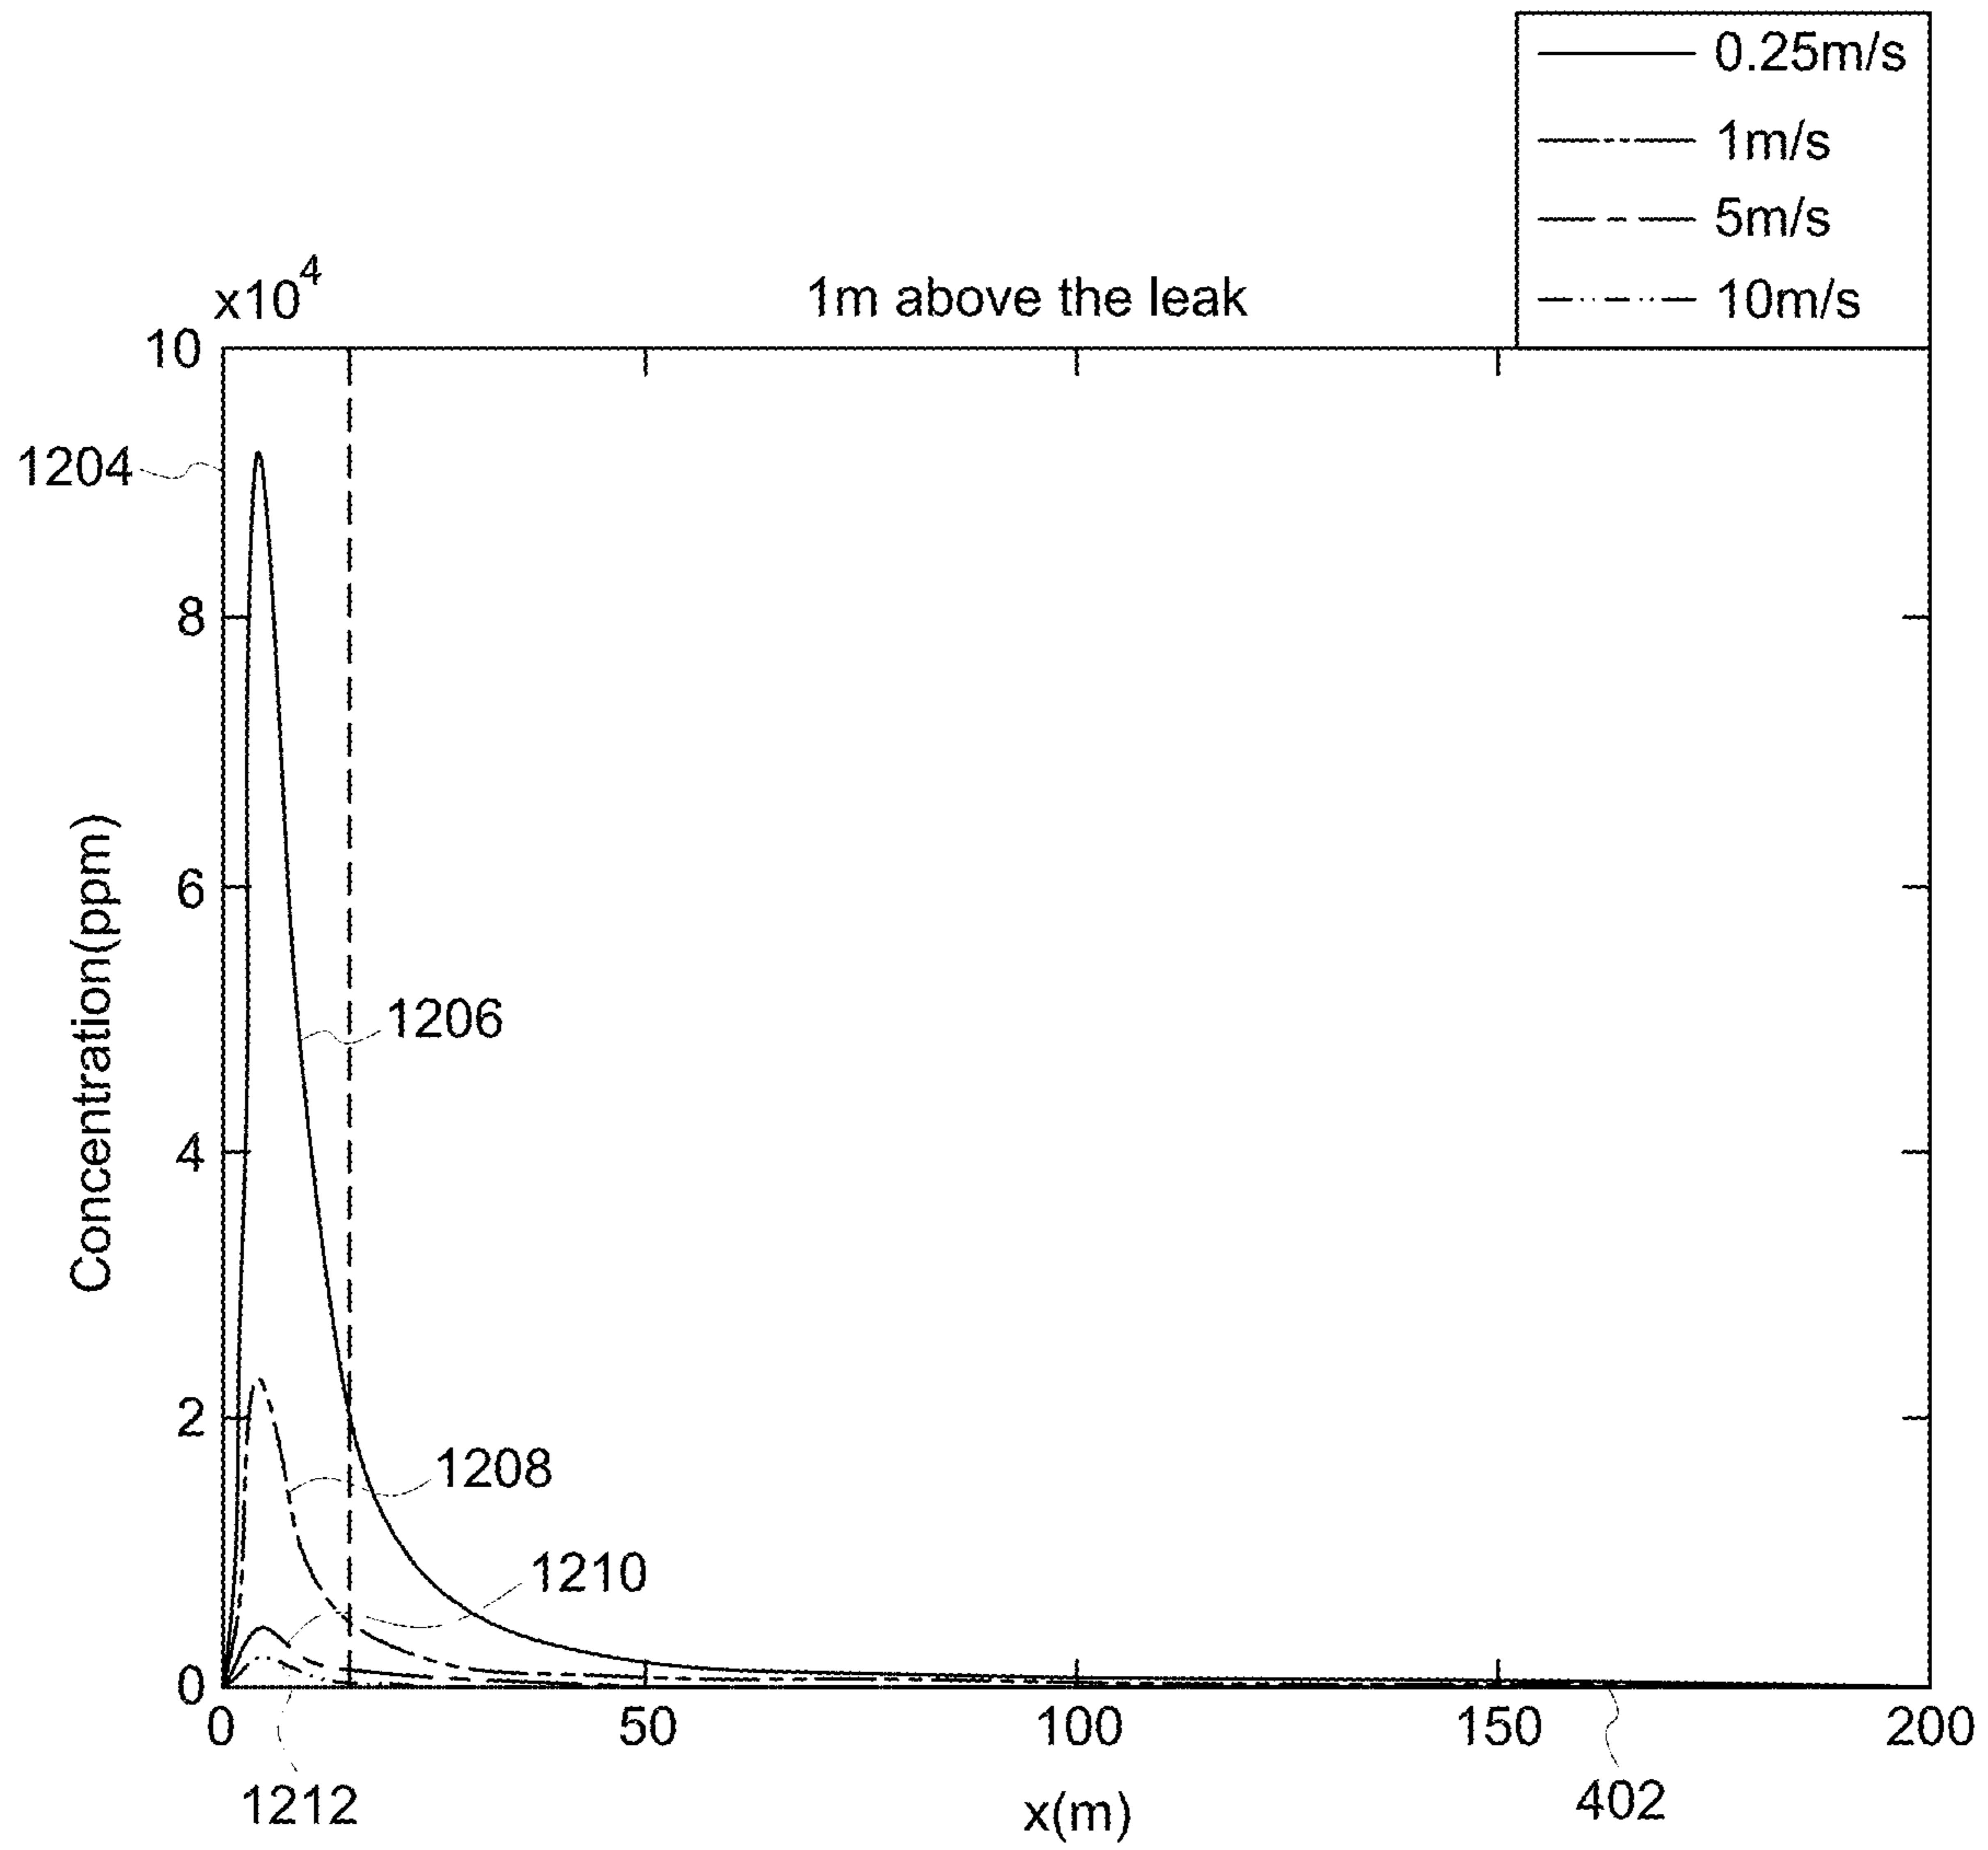 0.25m/s
1m/s
5m/s
10m/s
x10^4
1m above the leak
10
1204
8
6
1206
4
Concentration(ppm)
2
1208
1210
0
0 50 100 150 200
1212
x(m)
402